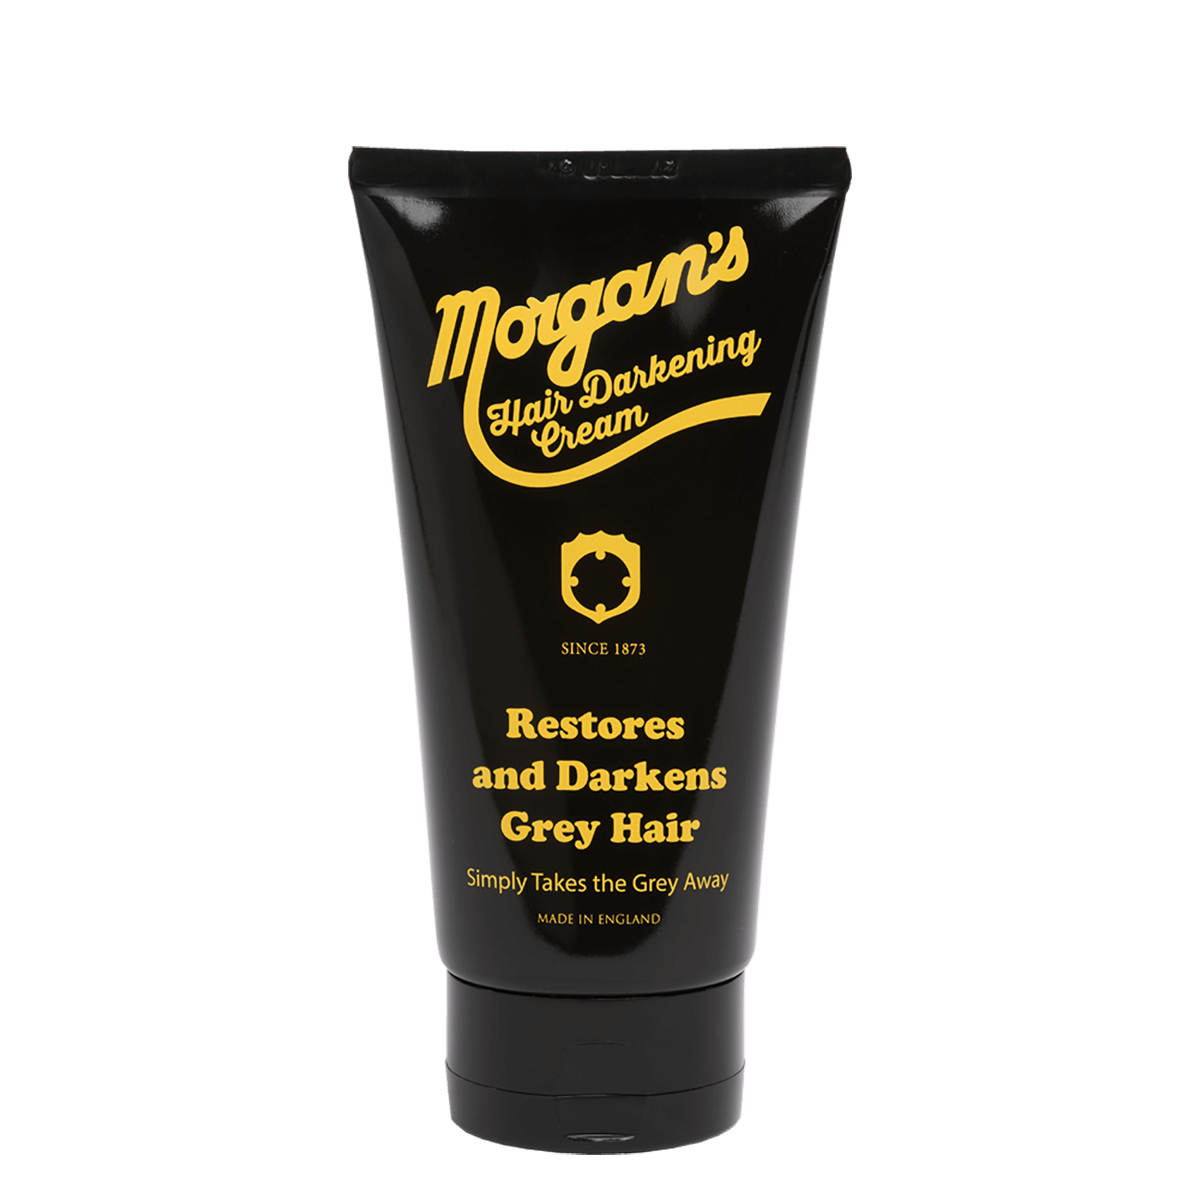 Morgan's
Hair Darkening
Cream
SINCE 1873
Restores
and Darkens
Grey Hair
Simply Takes the Grey Away
MADE IN ENGLAND